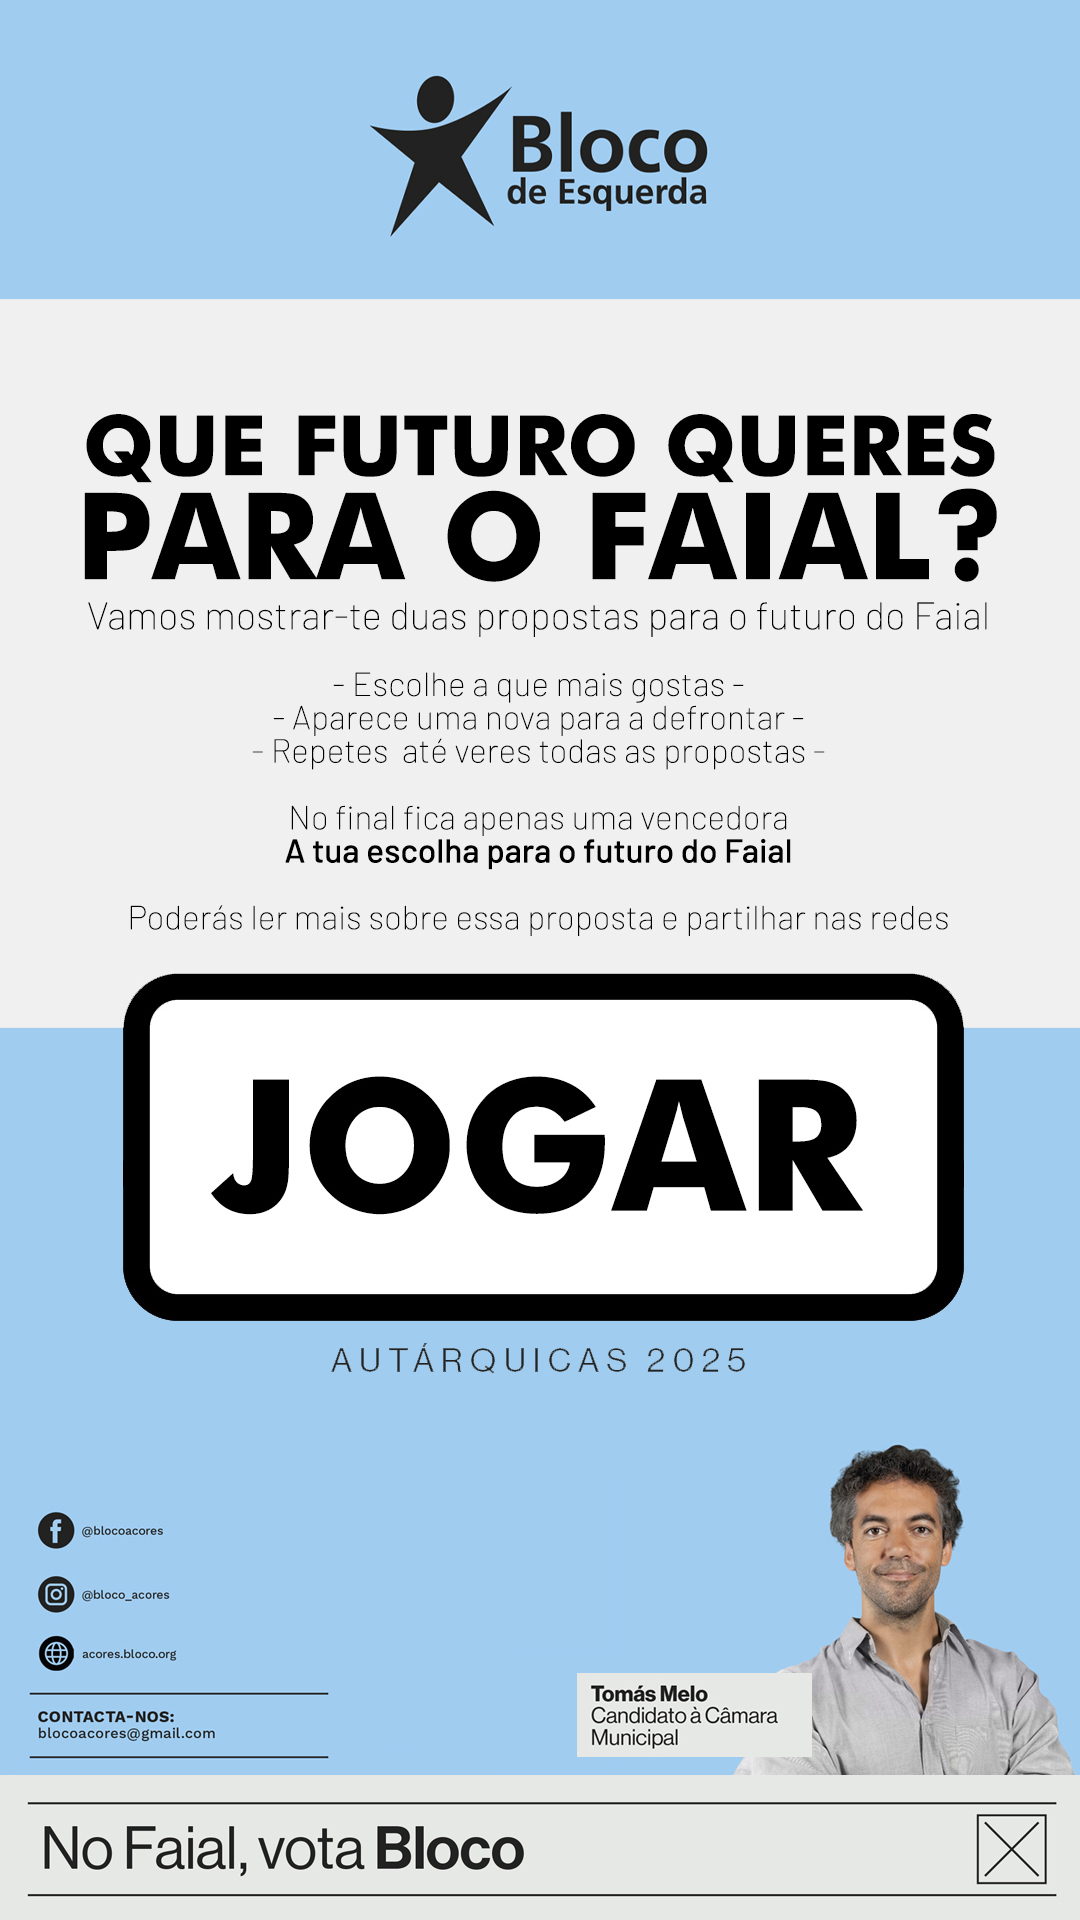 Bloco
de Esquerda
QUE FUTURO QUERES
PARA O FAIAL?
Vamos mostrar-te duas propostas para o futuro do Faial
- Escolhe a que mais gostas -
- Aparece uma nova para a defrontar -
- Repetes até veres todas as propostas -
No final fica apenas uma vencedora
A tua escolha para o futuro do Faial
Poderás ler mais sobre essa proposta e partilhar nas redes
JOGAR
AUTÁRQUICAS 2025
@blocoacores
@bloco_acores
acores.bloco.org
CONTACTA-NOS:
blocoacores@gmail.com
Tomás Melo
Candidato à Câmara
Municipal
No Faial, vota Bloco